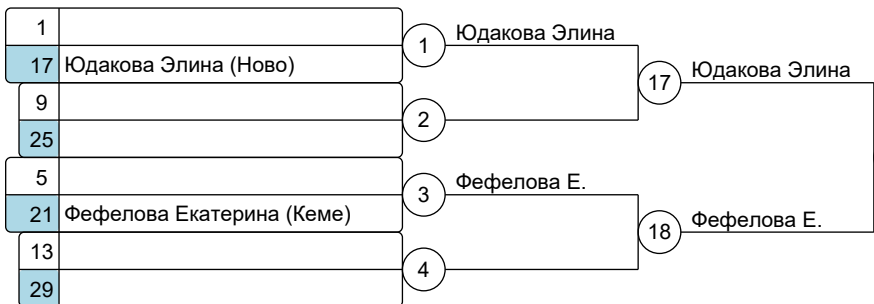 1
17 Юдакова Элина (Ново)
1 Юдакова Элина
9
25
2
17 Юдакова Элина
5
21 Фефелова Екатерина (Кеме)
3 Фефелова Е.
13
29
4
18 Фефелова Е.